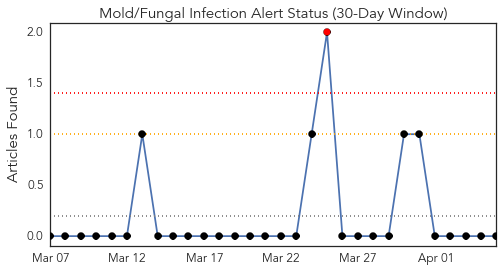 Mold/Fungal Infection Alert Status (30-Day Window)
Articles Found
2.0
1.5
1.0
0.5
0.0
Mar 07 Mar 12 Mar 17 Mar 22 Mar 27 Apr 01